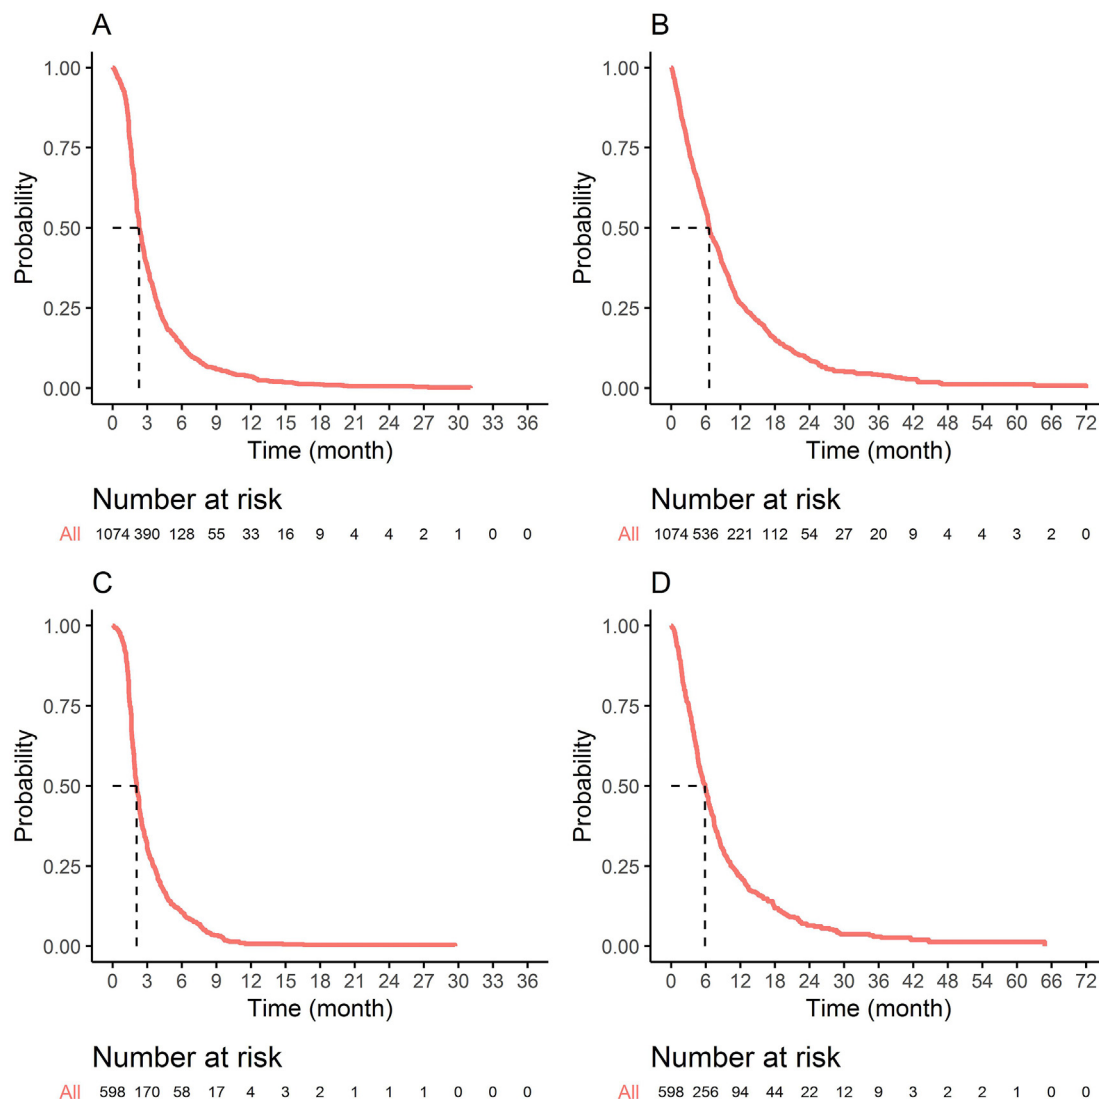 A
Probability
1.00
0.75
0.50
0.25
0.00
0 3 6 9 12 15 18 21 24 27 30 33 36
Time (month)
Number at risk
All 1074 390 128 55 33 16 9 4 4 2 1 0 0
B
Probability
1.00
0.75
0.50
0.25
0.00
0 6 12 18 24 30 36 42 48 54 60 66 72
Time (month)
Number at risk
All 1074 536 221 112 54 27 20 9 4 4 3 2 0
C
Probability
1.00
0.75
0.50
0.25
0.00
0 3 6 9 12 15 18 21 24 27 30 33 36
Time (month)
Number at risk
All 598 170 58 17 4 3 2 1 1 1 0 0 0
D
Probability
1.00
0.75
0.50
0.25
0.00
0 6 12 18 24 30 36 42 48 54 60 66 72
Time (month)
Number at risk
All 598 256 94 44 22 12 9 3 2 2 1 0 0